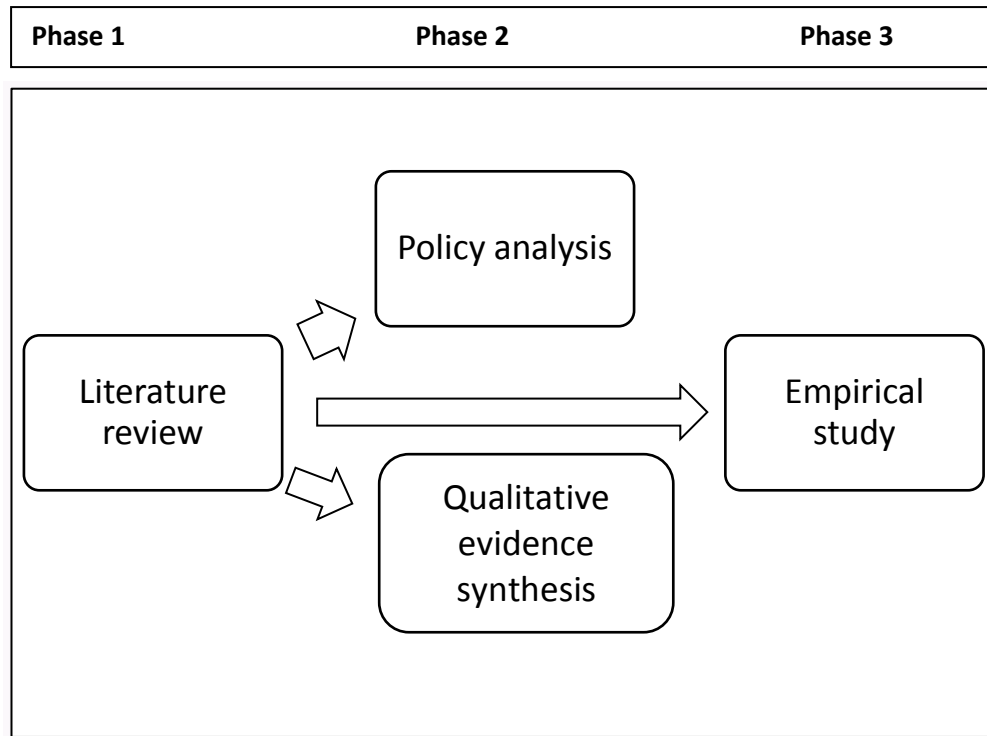 Phase 1 Phase 2 Phase 3
Policy analysis
Literature
review
Empirical
study
Qualitative
evidence
synthesis